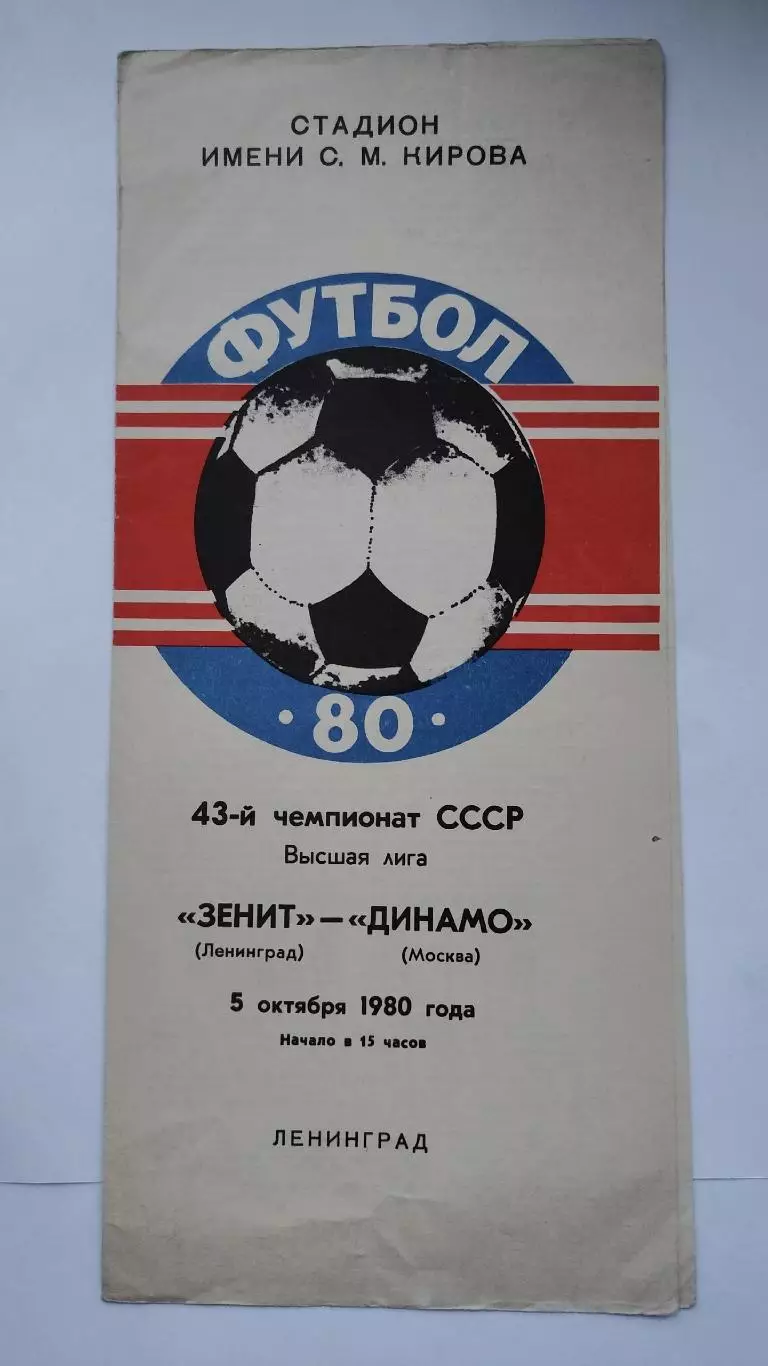 СТАДИОН
ИМЕНИ С. М. КИРОВА
ФУТБОЛ
· 80 ·
43-й чемпионат СССР
Высшая лига
«ЗЕНИТ» — «ДИНАМО»
(Ленинград) (Москва)
5 октября 1980 года
Начало в 15 часов
ЛЕНИНГРАД